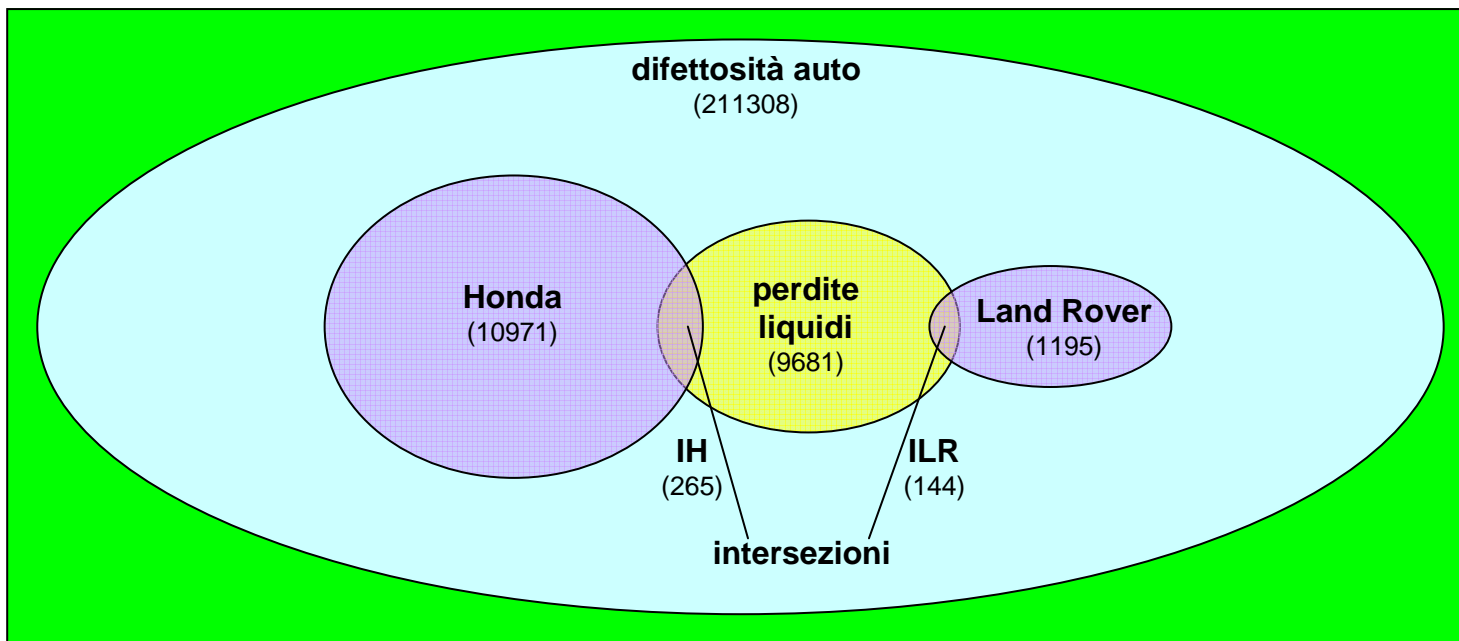 difettosità auto
(211308)
Honda
(10971)
perdite
liquidi
(9681)
Land Rover
(1195)
IH
(265)
ILR
(144)
intersezioni